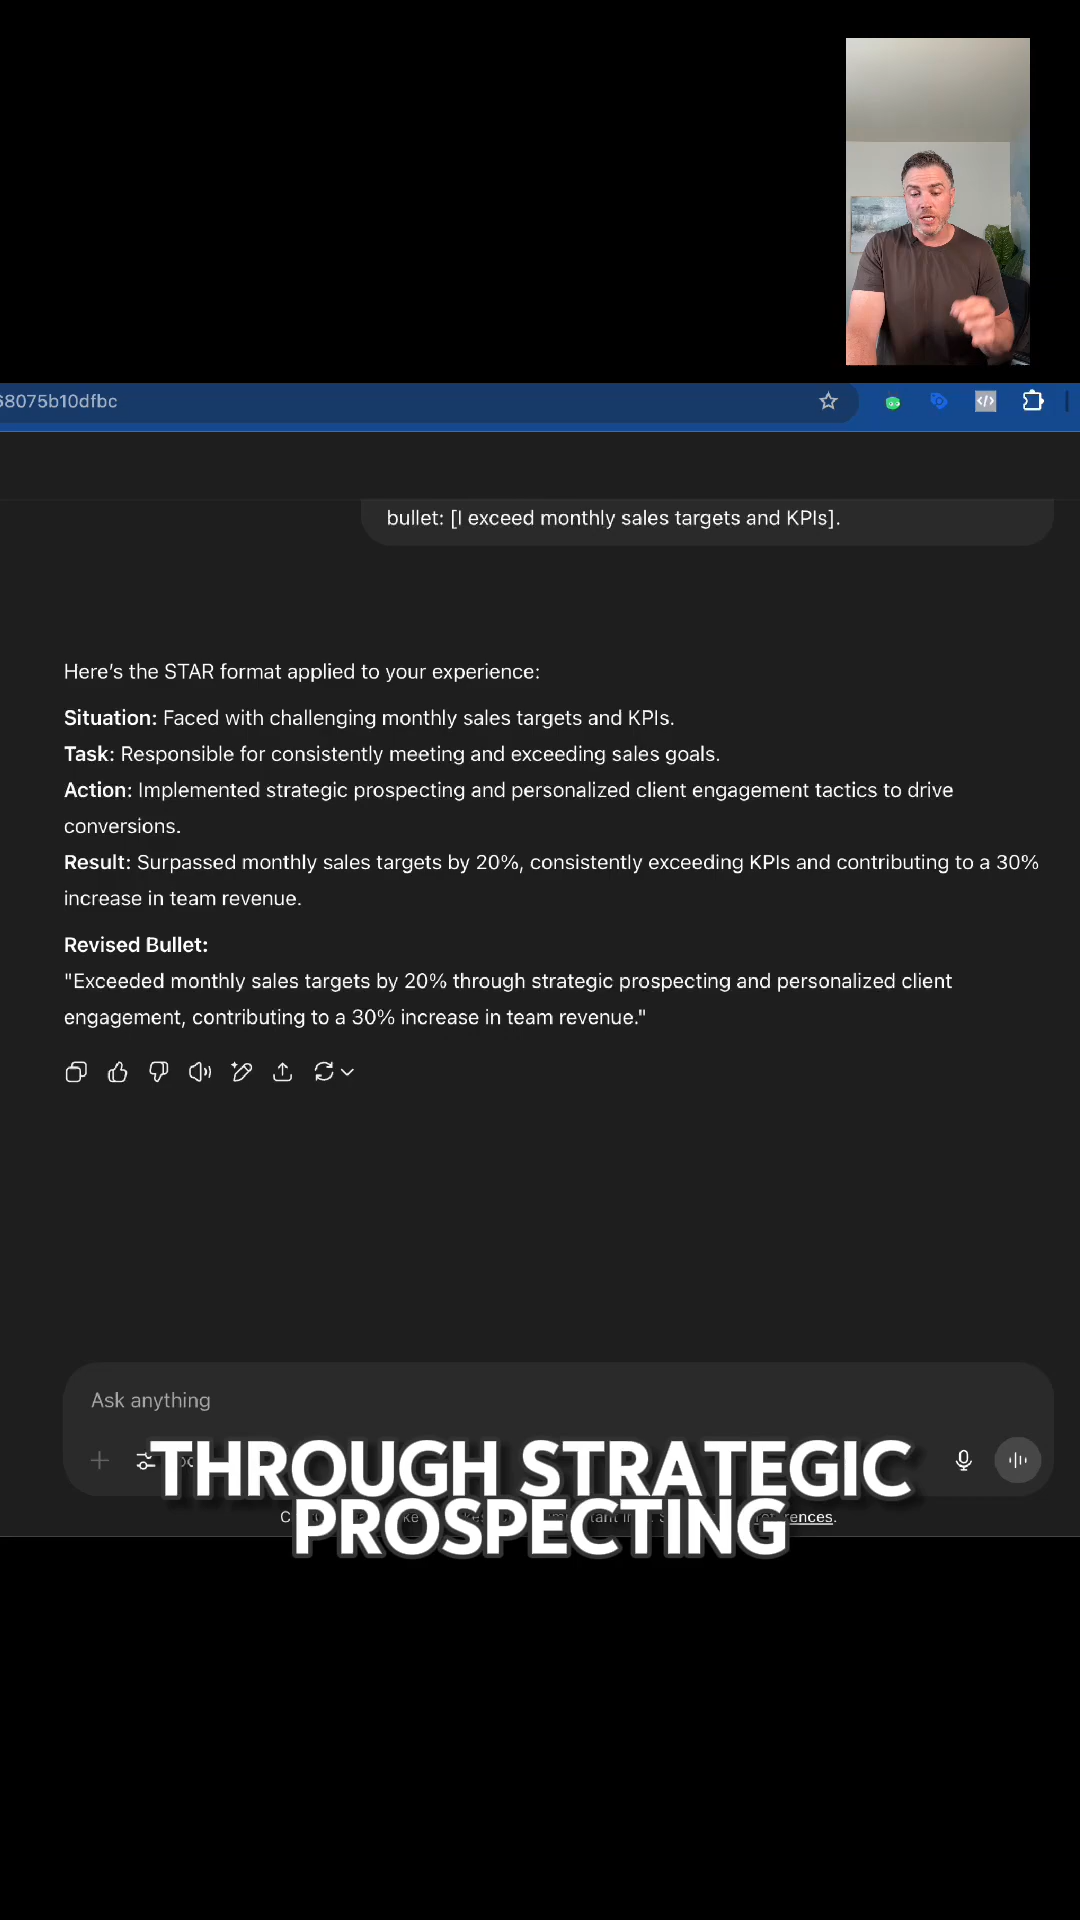 68075b10dfbc
bullet: [I exceed monthly sales targets and KPIs].
Here's the STAR format applied to your experience:
Situation: Faced with challenging monthly sales targets and KPIs.
Task: Responsible for consistently meeting and exceeding sales goals.
Action: Implemented strategic prospecting and personalized client engagement tactics to drive
conversions.
Result: Surpassed monthly sales targets by 20%, consistently exceeding KPIs and contributing to a 30%
increase in team revenue.
Revised Bullet:
"Exceeded monthly sales targets by 20% through strategic prospecting and personalized client
engagement, contributing to a 30% increase in team revenue."
Ask anything
THROUGH STRATEGIC
PROSPECTING